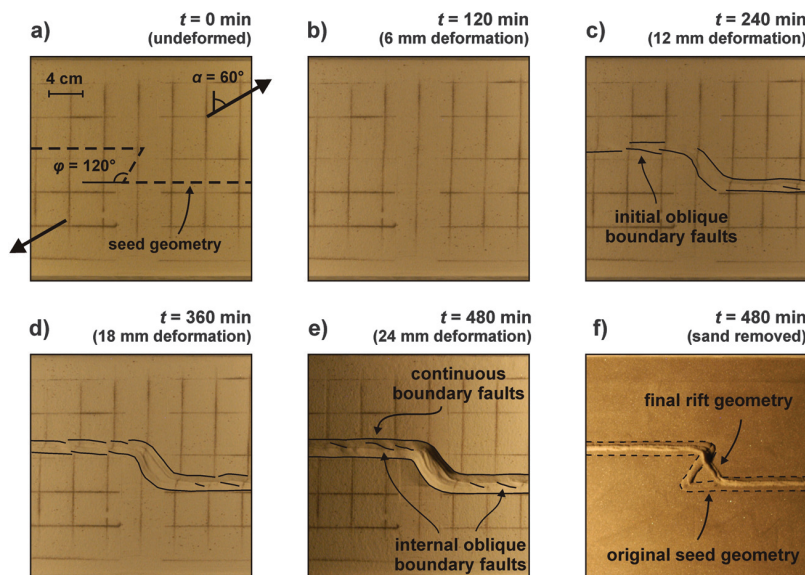 a)
t = 0 min
(undeformed)
4 cm
α = 60°
φ = 120°
seed geometry
b)
t = 120 min
(6 mm deformation)
c)
t = 240 min
(12 mm deformation)
initial oblique
boundary faults
d)
t = 360 min
(18 mm deformation)
e)
t = 480 min
(24 mm deformation)
continuous
boundary faults
internal oblique
boundary faults
f)
t = 480 min
(sand removed)
final rift geometry
original seed geometry